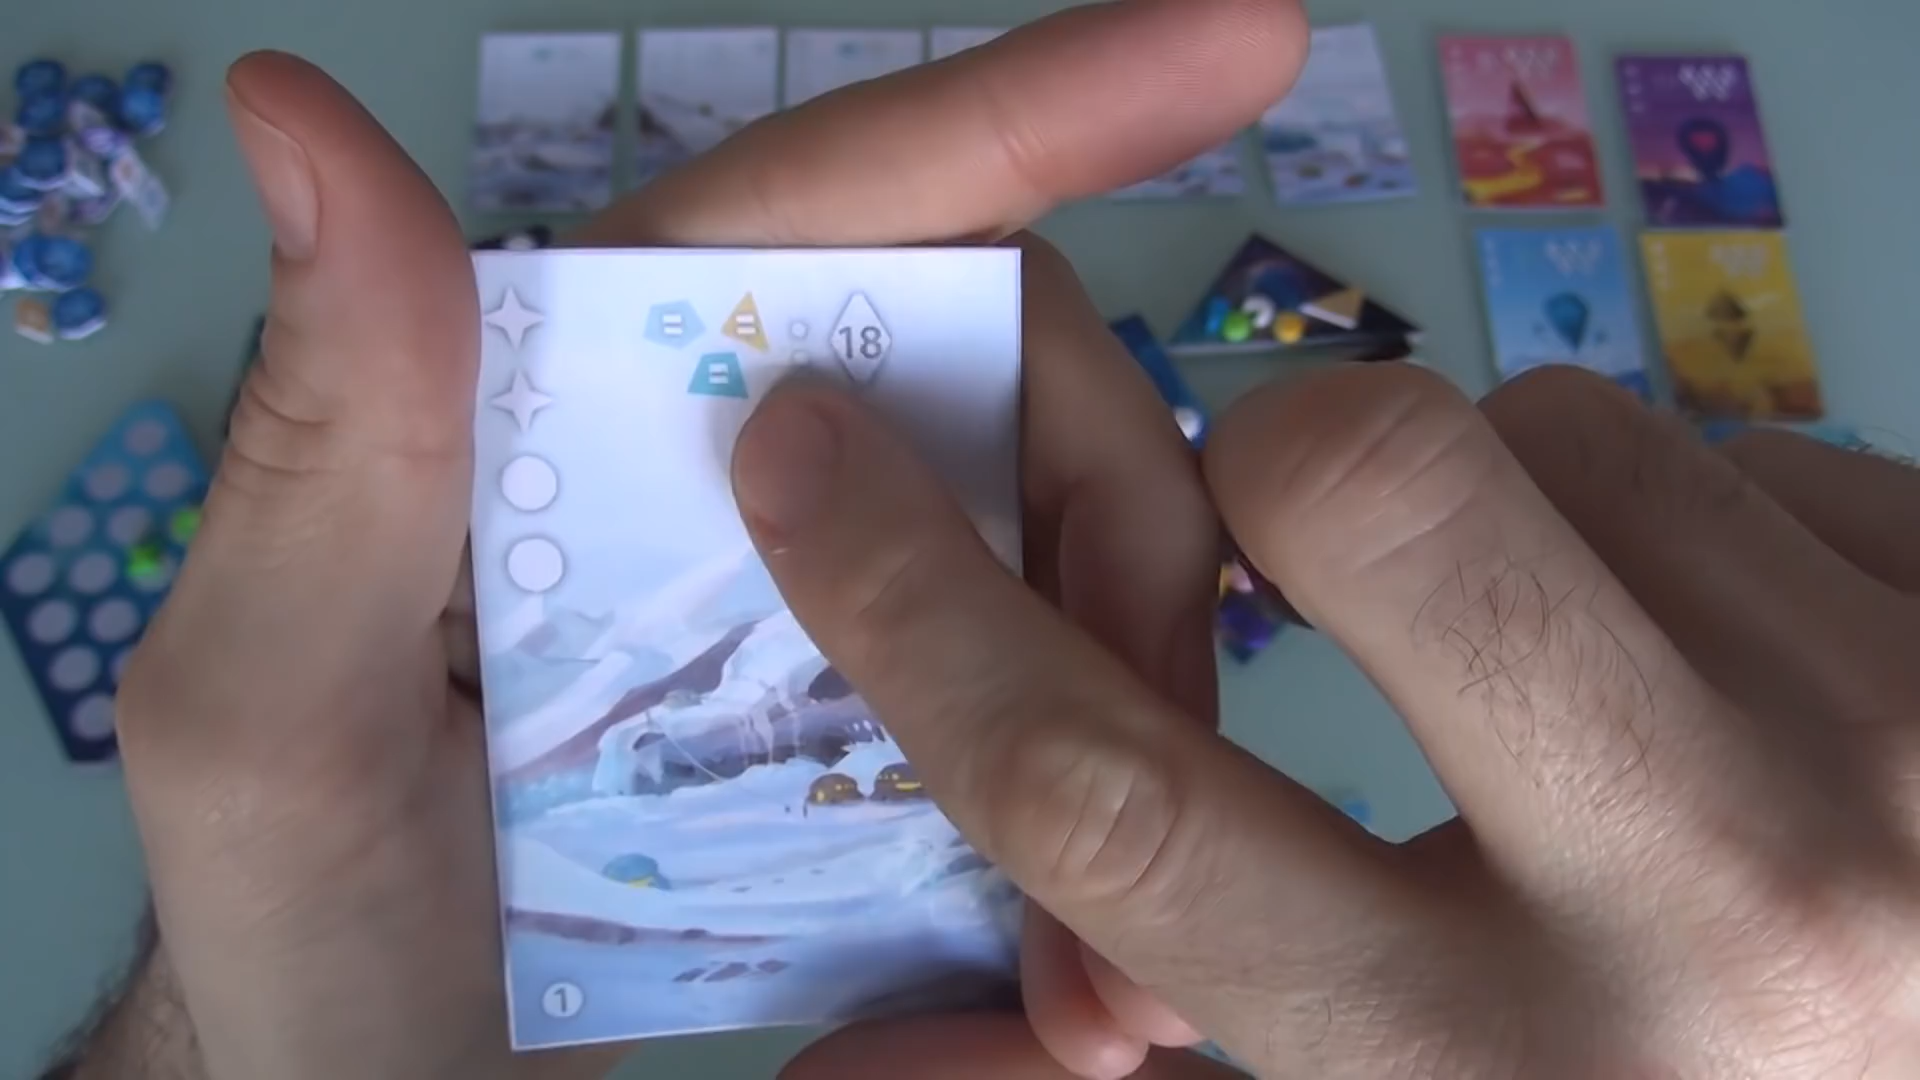 = = 18
=
1